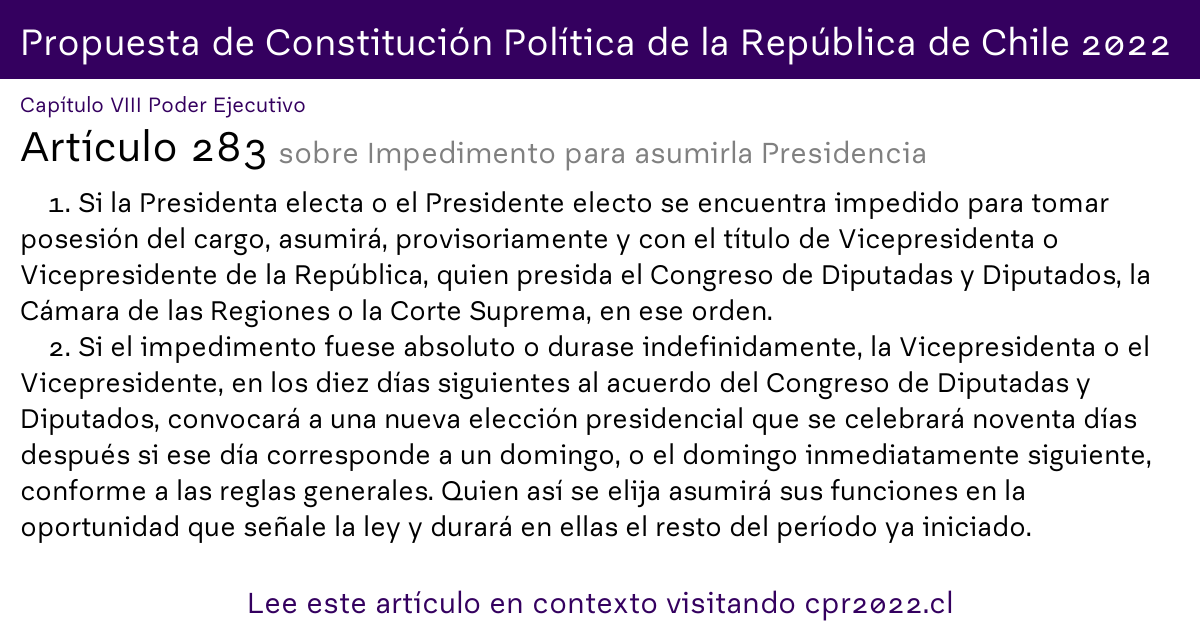 Propuesta de Constitución Política de la República de Chile 2022
Capítulo VIII Poder Ejecutivo
Artículo 283 sobre Impedimento para asumirla Presidencia
1. Si la Presidenta electa o el Presidente electo se encuentra impedido para tomar
posesión del cargo, asumirá, provisoriamente y con el título de Vicepresidenta o
Vicepresidente de la República, quien presida el Congreso de Diputadas y Diputados, la
Cámara de las Regiones o la Corte Suprema, en ese orden.
2. Si el impedimento fuese absoluto o durase indefinidamente, la Vicepresidenta o el
Vicepresidente, en los diez días siguientes al acuerdo del Congreso de Diputadas y
Diputados, convocará a una nueva elección presidencial que se celebrará noventa días
después si ese día corresponde a un domingo, o el domingo inmediatamente siguiente,
conforme a las reglas generales. Quien así se elija asumirá sus funciones en la
oportunidad que señale la ley y durará en ellas el resto del período ya iniciado.
Lee este artículo en contexto visitando cpr2022.cl